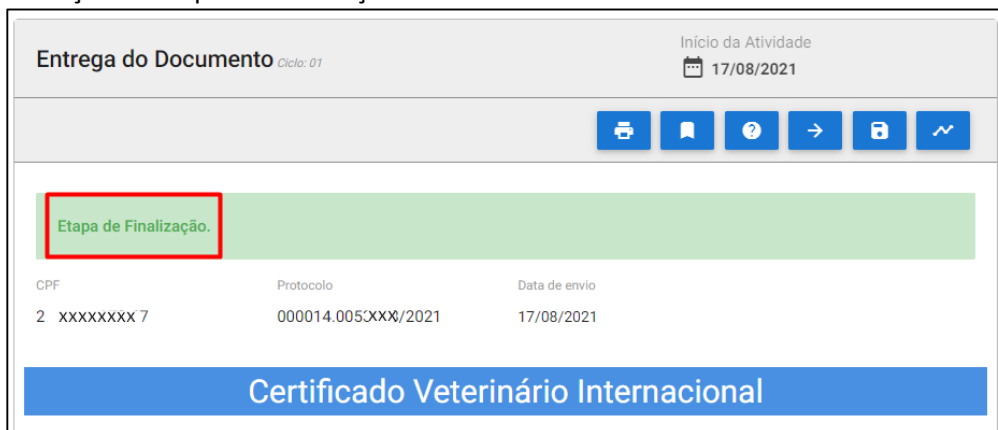 Entrega do Documento Ciclo: 01
Início da Atividade
17/08/2021
Etapa de Finalização.
CPF Protocolo Data de envio
2 XXXXXXXX 7 000014.005XXX/2021 17/08/2021
Certificado Veterinário Internacional